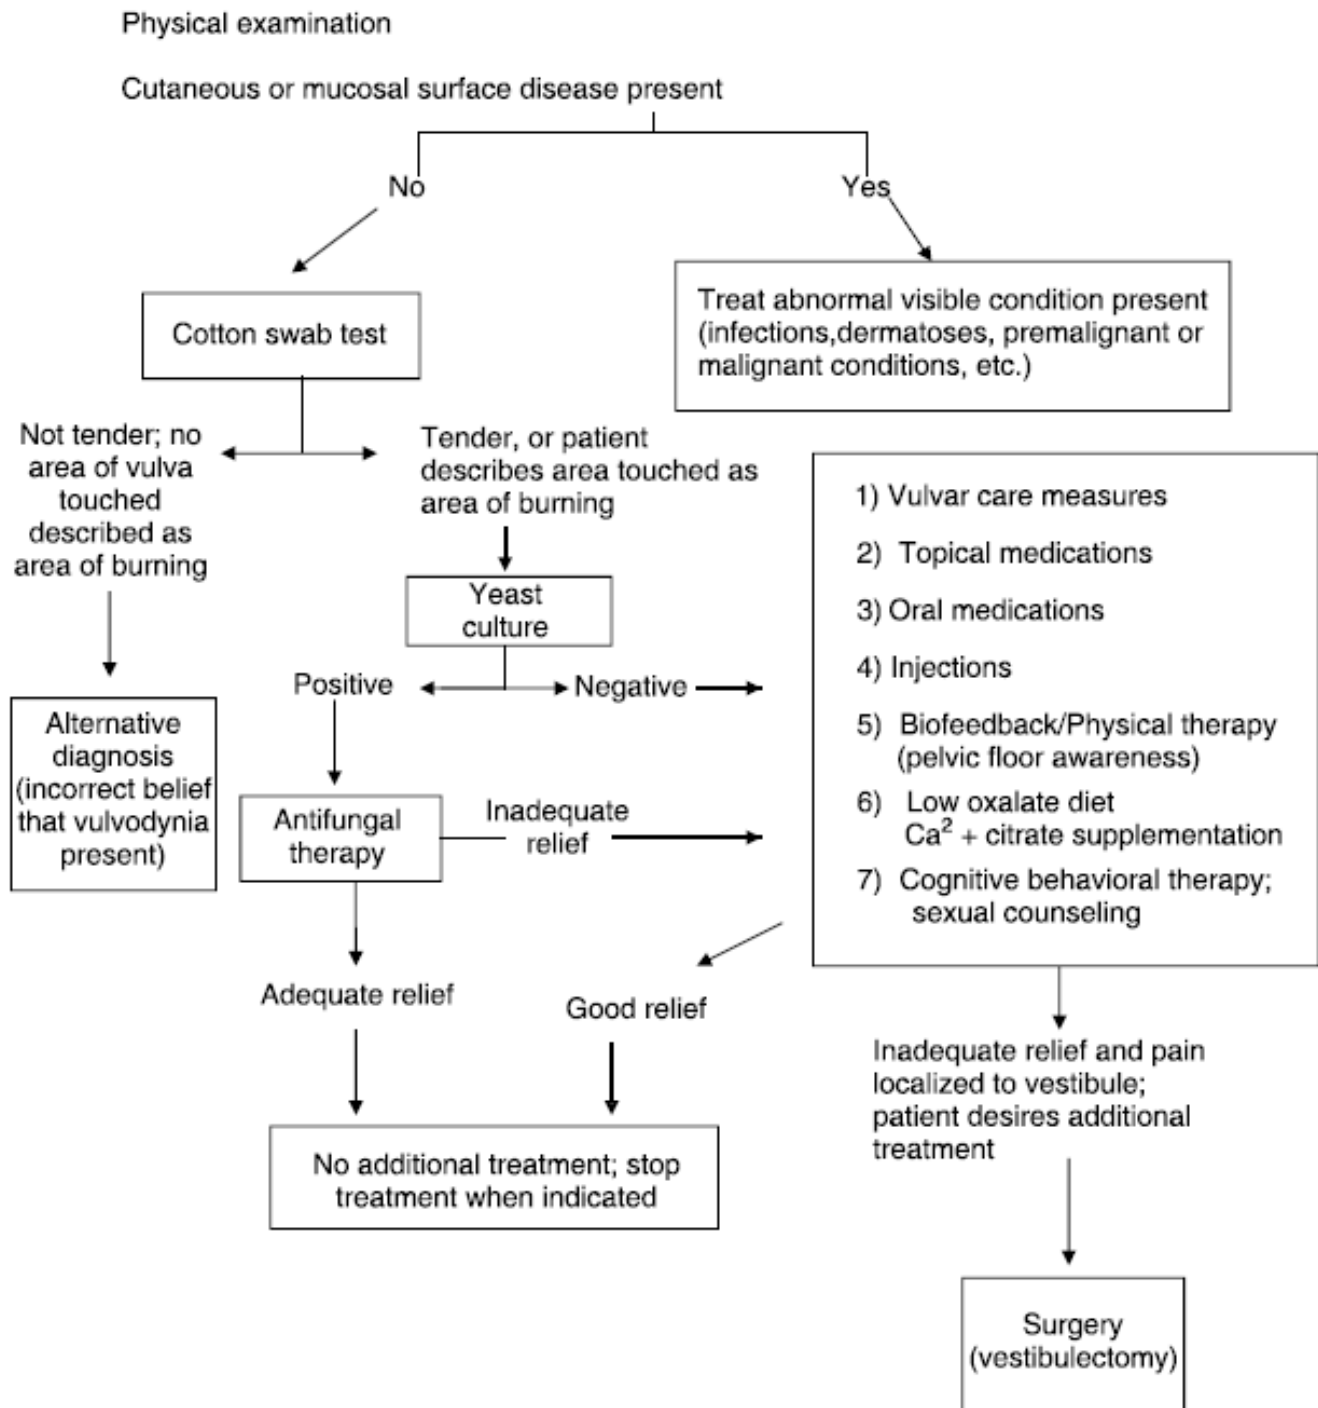 Physical examination
Cutaneous or mucosal surface disease present
No
Yes
Cotton swab test
Treat abnormal visible condition present
(infections,dermatoses, premalignant or
malignant conditions, etc.)
Not tender; no
area of vulva
touched
described as
area of burning
Tender, or patient
describes area touched as
area of burning
Yeast
culture
Positive
Negative
Alternative
diagnosis
(incorrect belief
that vulvodynia
present)
Antifungal
therapy
Inadequate
relief
1) Vulvar care measures
2) Topical medications
3) Oral medications
4) Injections
5) Biofeedback/Physical therapy
(pelvic floor awareness)
6) Low oxalate diet
Ca² + citrate supplementation
7) Cognitive behavioral therapy;
sexual counseling
Adequate relief
Good relief
No additional treatment; stop
treatment when indicated
Inadequate relief and pain
localized to vestibule;
patient desires additional
treatment
Surgery
(vestibulectomy)